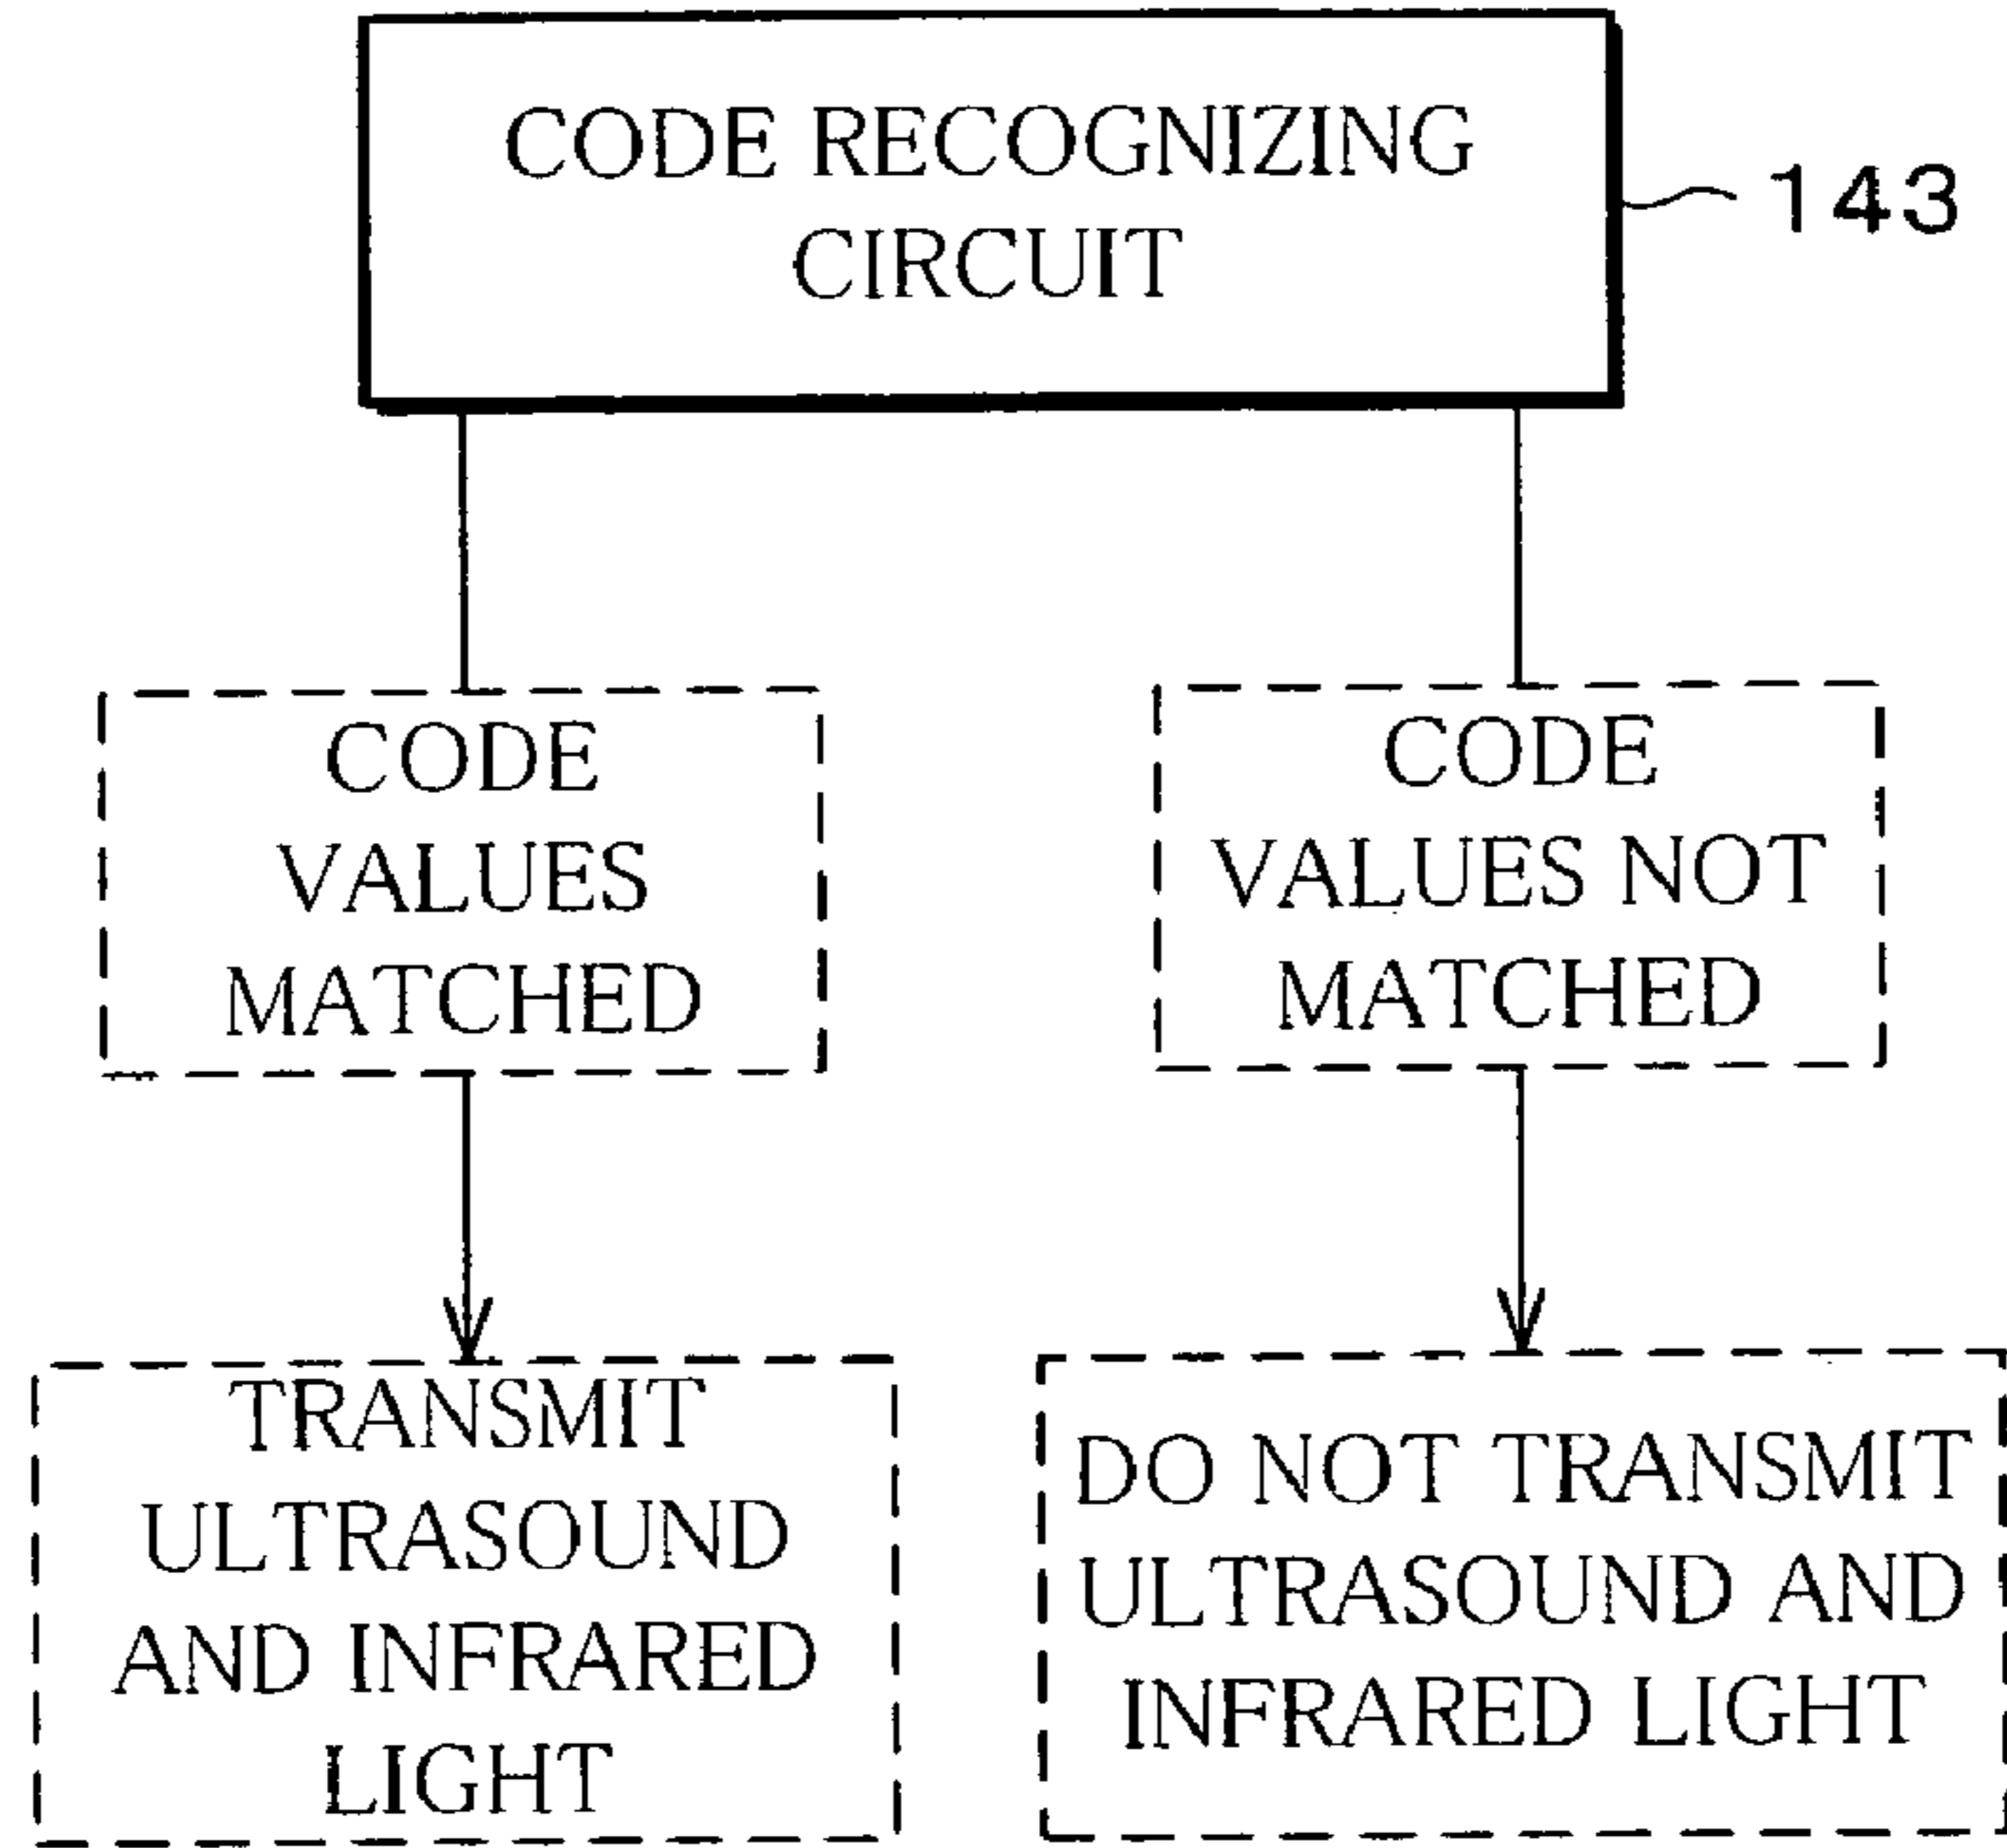 CODE RECOGNIZING
CIRCUIT
143
CODE
VALUES
MATCHED
CODE
VALUES NOT
MATCHED
TRANSMIT
ULTRASOUND
AND INFRARED
LIGHT
DO NOT TRANSMIT
ULTRASOUND AND
INFRARED LIGHT